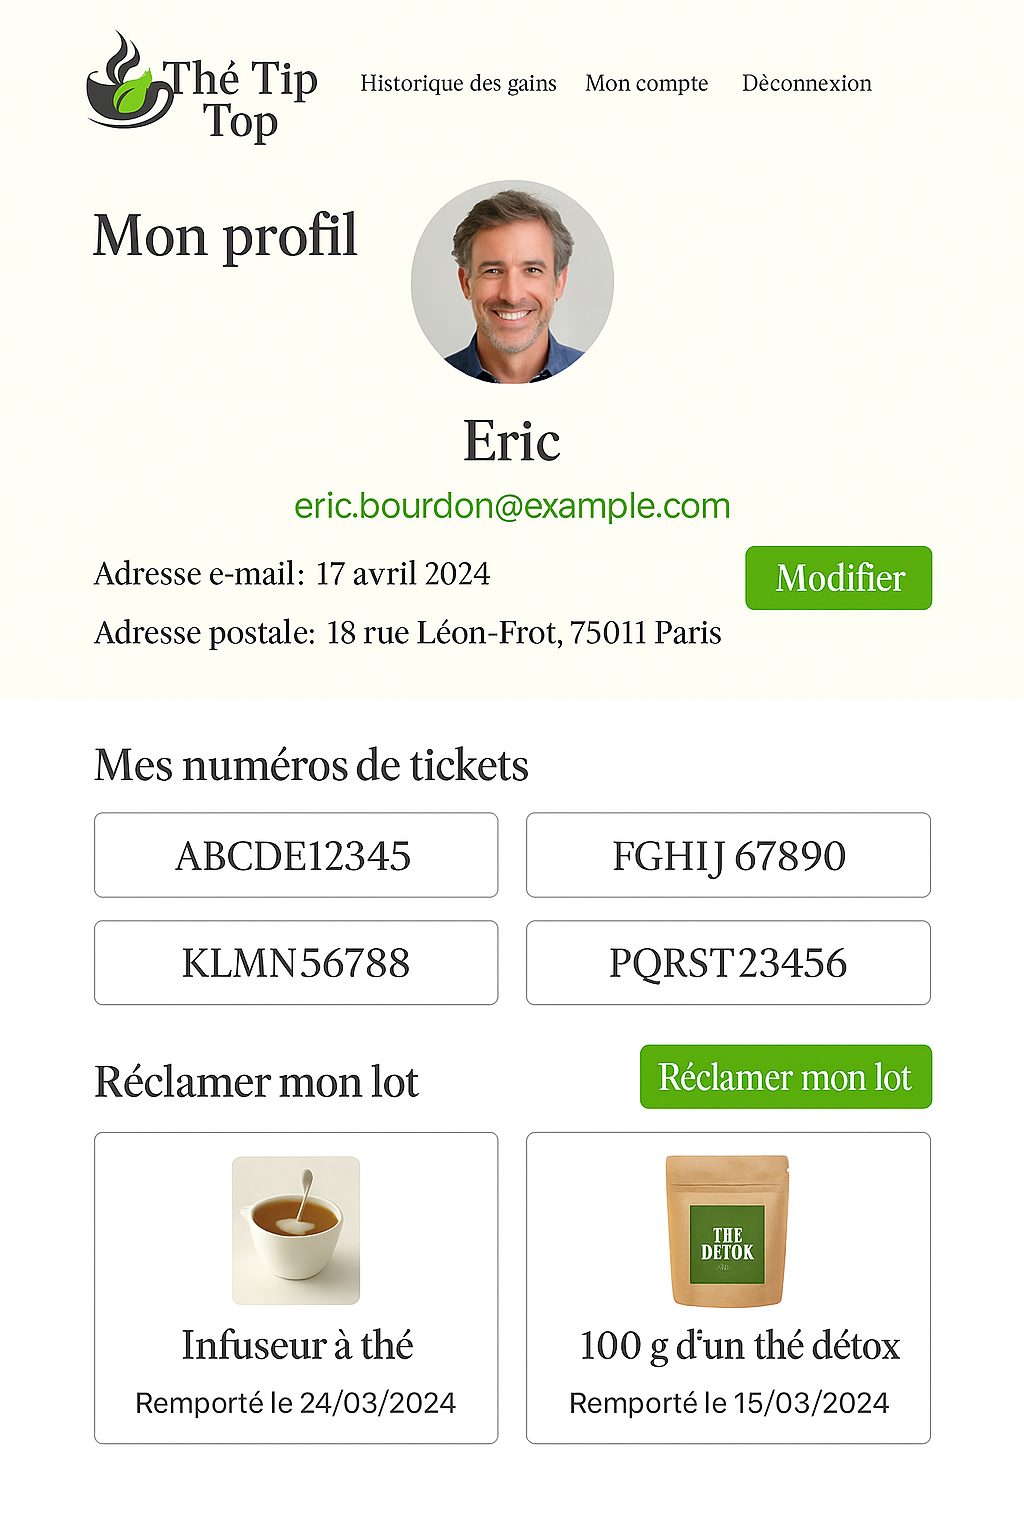 Thé Tip
Top
Historique des gains
Mon compte
Dèconnexion
Mon profil
Eric
eric.bourdon@example.com
Adresse e-mail: 17 avril 2024
Modifier
Adresse postale: 18 rue Léon-Frot, 75011 Paris
Mes numéros de tickets
ABCDE12345
FGHIJ 67890
KLMN56788
PQRST23456
Réclamer mon lot
Réclamer mon lot
THE
DETOK
Infuseur à thé
Remporté le 24/03/2024
100 g d'un thé détox
Remporté le 15/03/2024